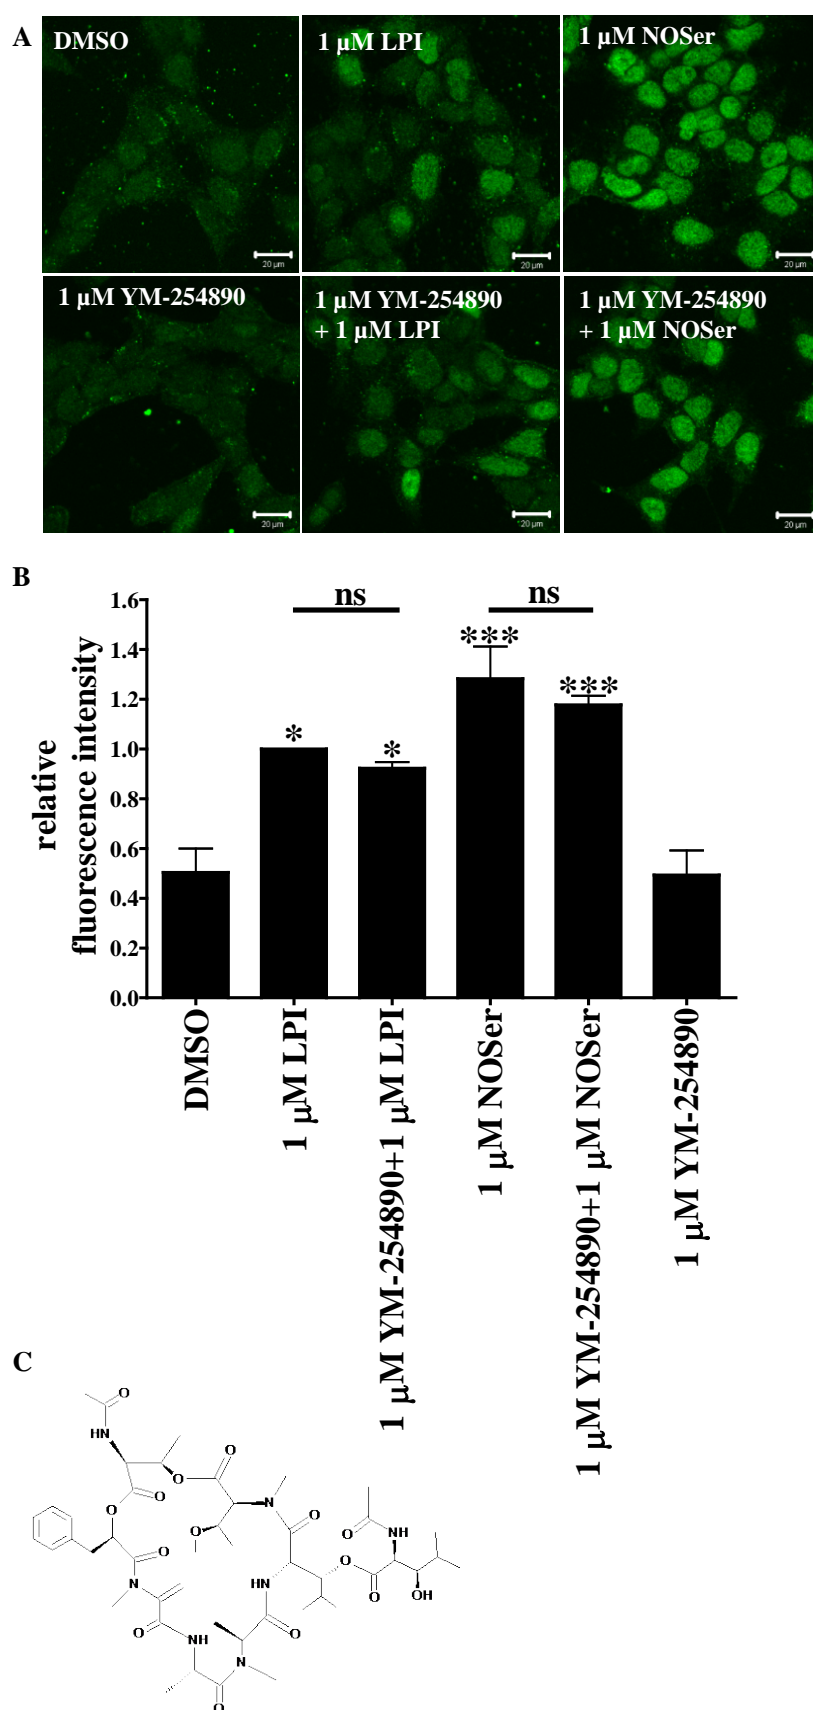 A
DMSO
1 µM LPI
1 µM NOSer
20 µm
20 µm
20 µm
1 µM YM-254890
1 µM YM-254890
+ 1 µM LPI
1 µM YM-254890
+ 1 µM NOSer
20 µm
20 µm
20 µm
B
relative
fluorescence intensity
1.6
1.4
1.2
1.0
0.8
0.6
0.4
0.2
0.0
ns
ns
*
*
***
***
DMSO
1 µM LPI
1 µM YM-254890+1 µM LPI
1 µM NOSer
1 µM YM-254890+1 µM NOSer
1 µM YM-254890
C
O
HN
O
O
O
O
N
O
O
O
NH
O
O
N
HN
O
OH
O
O
NH
N
O